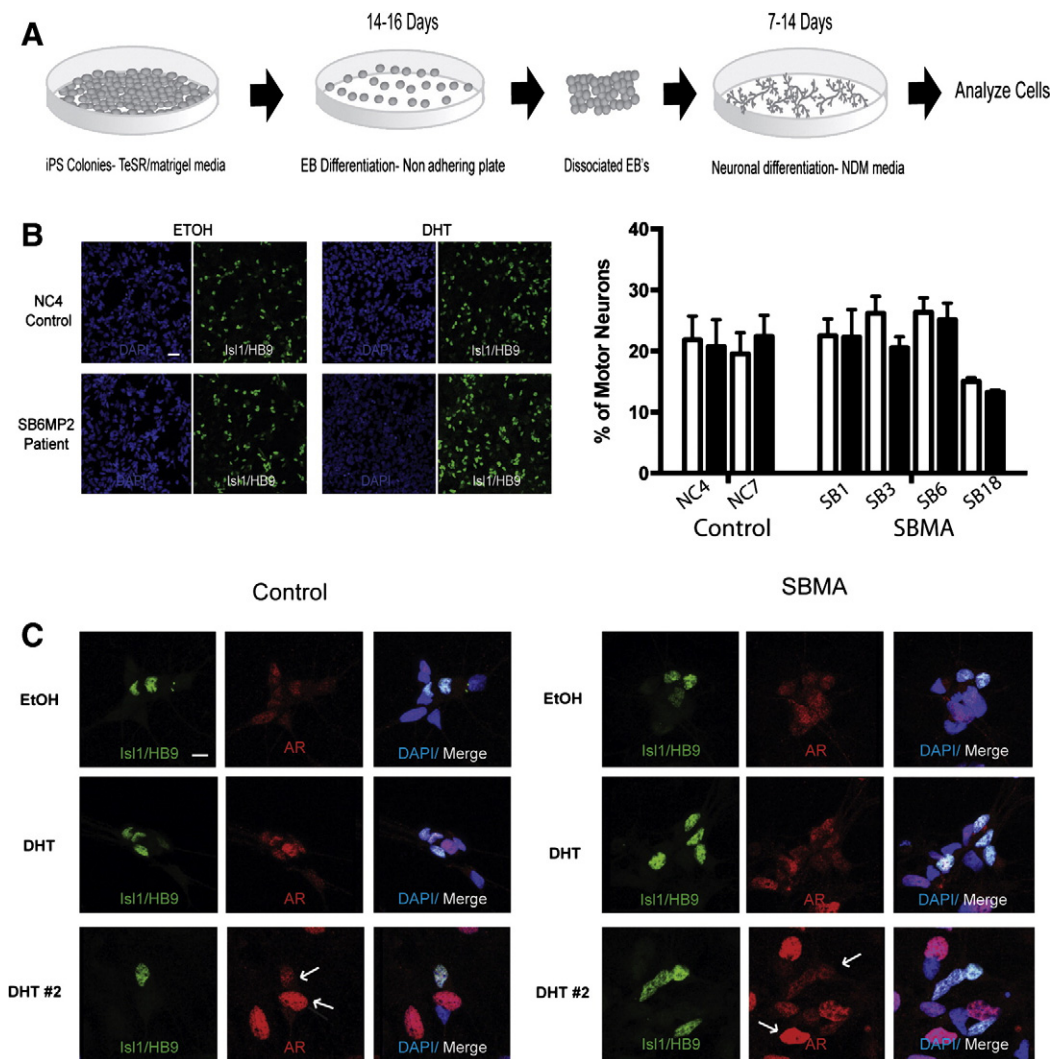 A
14-16 Days
7-14 Days
Analyze Cells
iPS Colonies- TeSR/matrigel media
EB Differentiation- Non adhering plate
Dissociated EB's
Neuronal differentiation- NDM media
B
ETOH
DHT
NC4
Control
DAPI
Isl1/HB9
DAPI
Isl1/HB9
SB6MP2
Patient
DAPI
Isl1/HB9
DAPI
Isl1/HB9
% of Motor Neurons
40
30
20
10
0
NC4
NC7
SB1
SB3
SB6
SB18
Control
SBMA
Control
SBMA
C
EtOH
Isl1/HB9
AR
DAPI/ Merge
EtOH
Isl1/HB9
AR
DAPI/ Merge
DHT
Isl1/HB9
AR
DAPI/ Merge
DHT
Isl1/HB9
AR
DAPI/ Merge
DHT #2
Isl1/HB9
AR
DAPI/ Merge
DHT #2
Isl1/HB9
AR
DAPI/ Merge